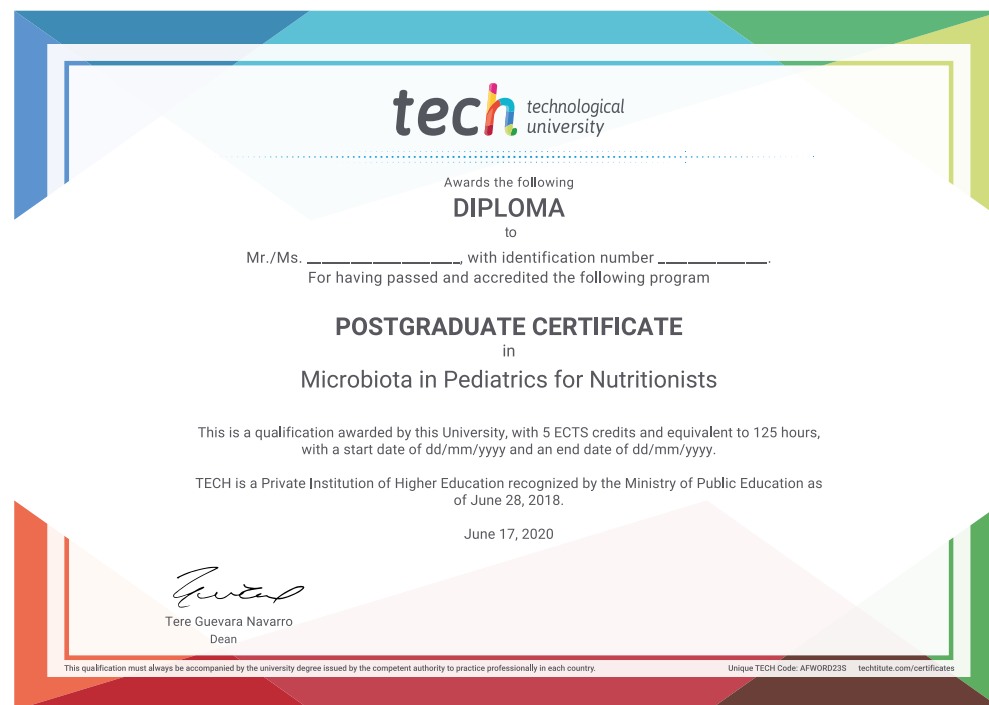 tech technological
university
Awards the following
DIPLOMA
to
Mr./Ms. ____________________, with identification number ______________.
For having passed and accredited the following program
POSTGRADUATE CERTIFICATE
in
Microbiota in Pediatrics for Nutritionists
This is a qualification awarded by this University, with 5 ECTS credits and equivalent to 125 hours,
with a start date of dd/mm/yyyy and an end date of dd/mm/yyyy.
TECH is a Private Institution of Higher Education recognized by the Ministry of Public Education as
of June 28, 2018.
June 17, 2020
Tere Guevara Navarro
Dean
This qualification must always be accompanied by the university degree issued by the competent authority to practice professionally in each country.
Unique TECH Code: AFWORD23S techtitute.com/certificates